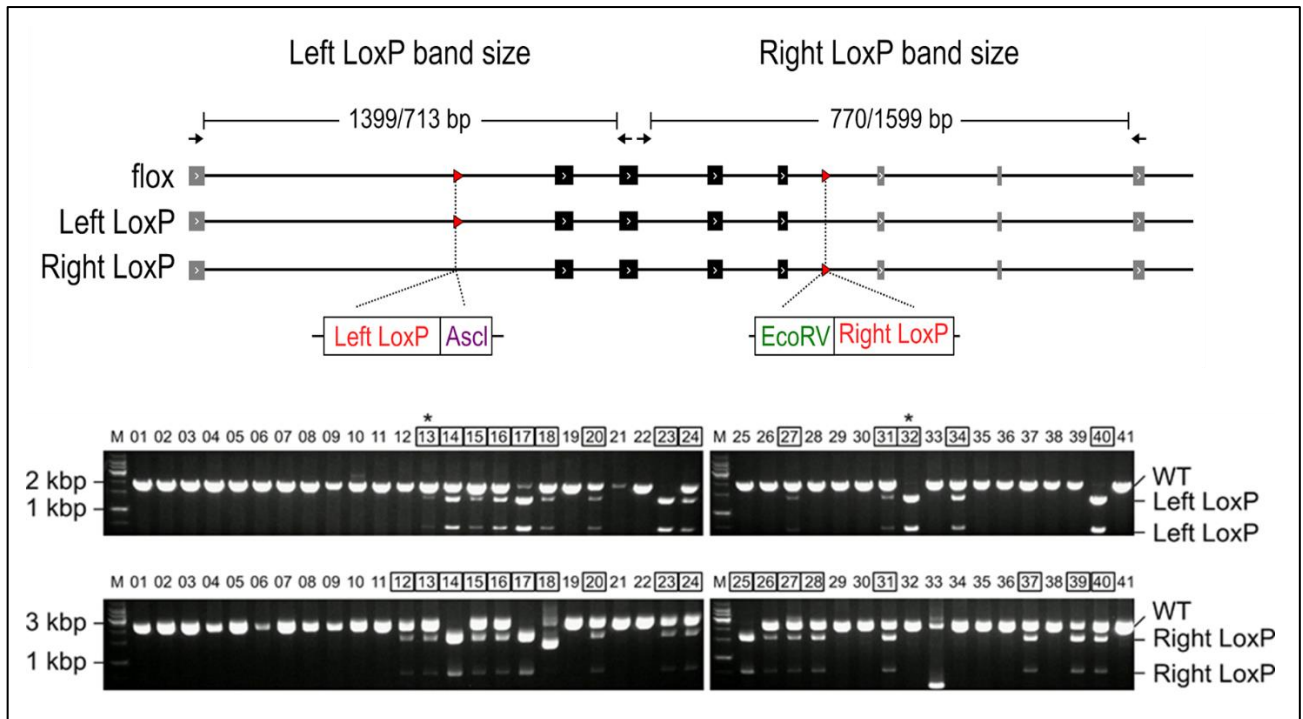 Left LoxP band size Right LoxP band size
1399/713 bp 770/1599 bp
flox
Left LoxP
Right LoxP
Left LoxP AscI EcoRV Right LoxP
* *
M 01 02 03 04 05 06 07 08 09 10 11 12 13 14 15 16 17 18 19 20 21 22 23 24 M 25 26 27 28 29 30 31 32 33 34 35 36 37 38 39 40 41
2 kbp WT
1 kbp Left LoxP
Left LoxP
M 01 02 03 04 05 06 07 08 09 10 11 12 13 14 15 16 17 18 19 20 21 22 23 24 M 25 26 27 28 29 30 31 32 33 34 35 36 37 38 39 40 41
3 kbp WT
Right LoxP
1 kbp Right LoxP